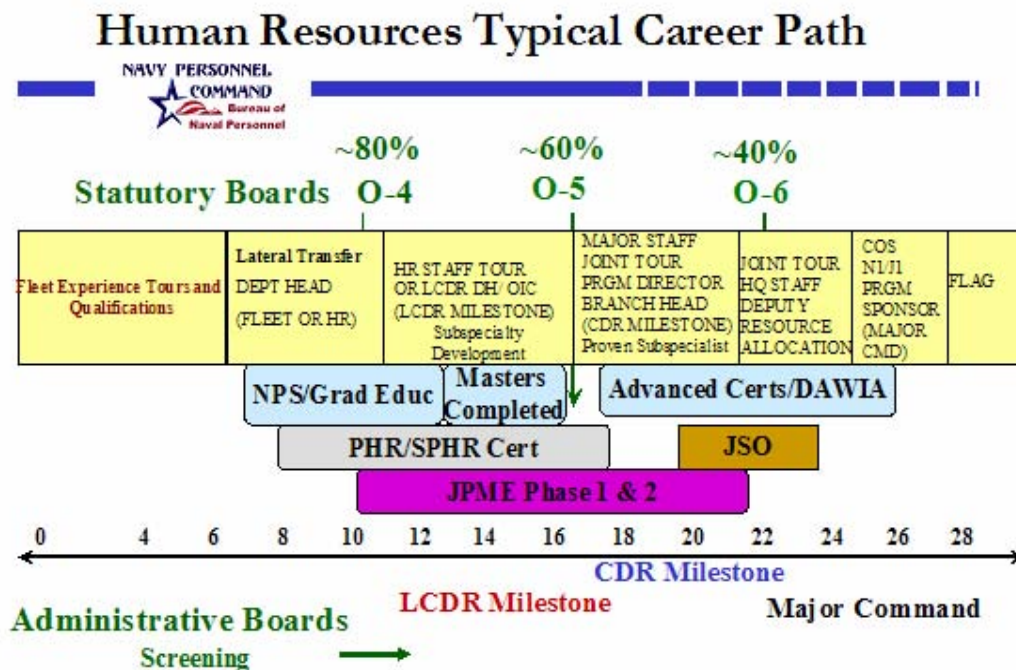 Human Resources Typical Career Path
NAVY PERSONNEL
COMMAND
Bureau of
Naval Personnel
~80%
~60%
~40%
Statutory Boards
O-4
O-5
O-6
Fleet Experience Tours and
Qualifications
Lateral Transfer
DEPT HEAD
(FLEET OR HR)
HR STAFF TOUR
OR LCDR DH/ OIC
(LCDR MILESTONE)
Subspecialty
Development
MAJOR STAFF
JOINT TOUR
PRGM DIRECTOR
BRANCH HEAD
(CDR MILESTONE)
Proven Subspecialist
JOINT TOUR
HQ STAFF
DEPUTY
RESOURCE
ALLOCATION
COS
N1/J1
PRGM
SPONSOR
(MAJOR
CMD)
FLAG
NPS/Grad Educ
Masters
Completed
Advanced Certs/DAWIA
PHR/SPHR Cert
JSO
JPME Phase 1 & 2
0 4 6 8 10 12 14 16 18 20 22 24 26 28
CDR Milestone
LCDR Milestone
Major Command
Administrative Boards
Screening